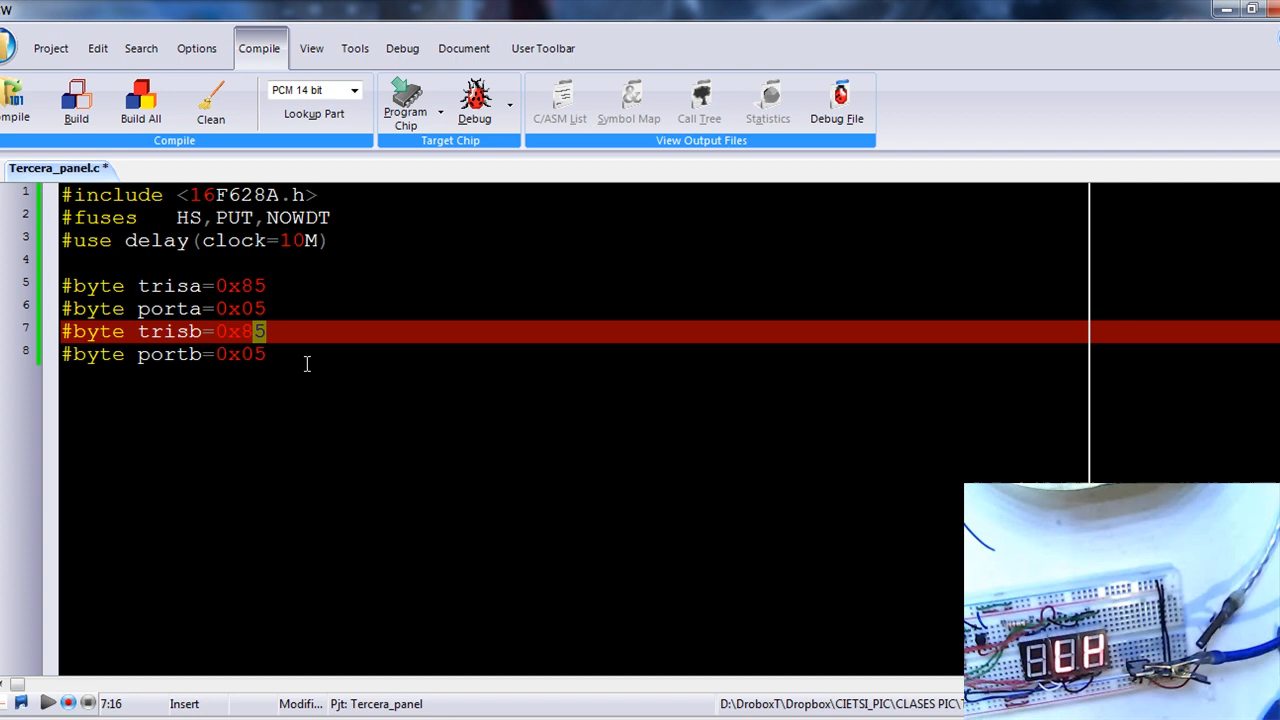 W
Project Edit Search Options Compile View Tools Debug Document User Toolbar
PCM 14 bit
Compile Build Build All Clean Lookup Part Program Chip Debug C/ASM List Symbol Map Call Tree Statistics Debug File
Compile Target Chip View Output Files
Tercera_panel.c *
1 #include <16F628A.h>
2 #fuses HS,PUT,NOWDT
3 #use delay(clock=10M)
4
5 #byte trisa=0x85
6 #byte porta=0x05
7 #byte trisb=0x85
8 #byte portb=0x05
7:16 Insert Modifi... Pjt: Tercera_panel D:\DroboxT\Dropbox\CIETSI_PIC\CLASES PIC\T